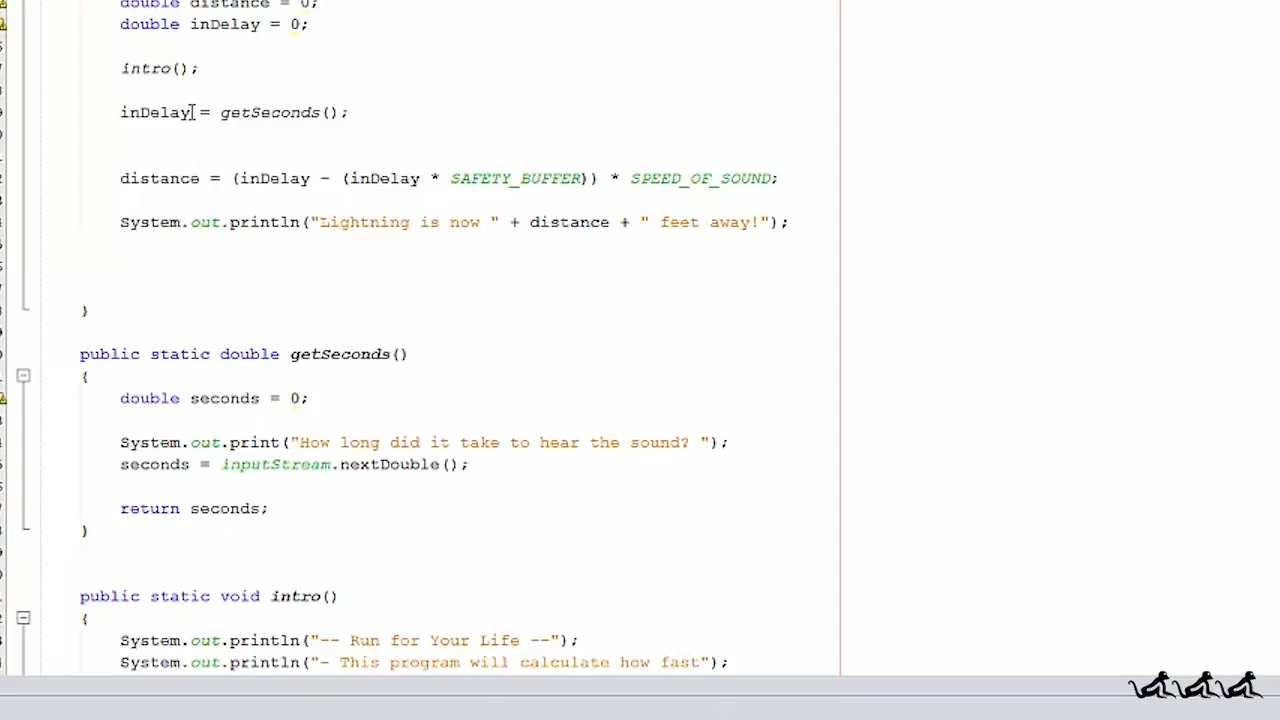 double distance = 0;
double inDelay = 0;
intro();
inDelay = getSeconds();
distance = (inDelay - (inDelay * SAFETY_BUFFER)) * SPEED_OF_SOUND;
System.out.println("Lightning is now " + distance + " feet away!");
}
public static double getSeconds()
{
double seconds = 0;
System.out.print("How long did it take to hear the sound? ");
seconds = inputStream.nextDouble();
return seconds;
}
public static void intro()
{
System.out.println("-- Run for Your Life --");
System.out.println("- This program will calculate how fast");